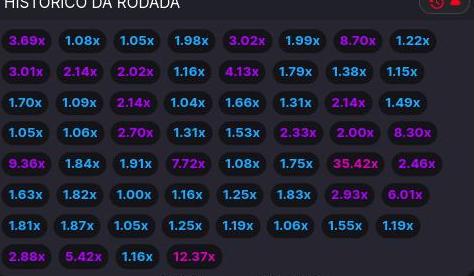 HISTÓRICO DA RODADA
3.69x 1.08x 1.05x 1.98x 3.02x 1.99x 8.70x 1.22x
3.01x 2.14x 2.02x 1.16x 4.13x 1.79x 1.38x 1.15x
1.70x 1.09x 2.14x 1.04x 1.66x 1.31x 2.14x 1.49x
1.05x 1.06x 2.70x 1.31x 1.53x 2.33x 2.00x 8.30x
9.36x 1.84x 1.91x 7.72x 1.08x 1.75x 35.42x 2.46x
1.63x 1.82x 1.00x 1.16x 1.25x 1.83x 2.93x 6.01x
1.81x 1.87x 1.05x 1.25x 1.19x 1.06x 1.55x 1.19x
2.88x 5.42x 1.16x 12.37x